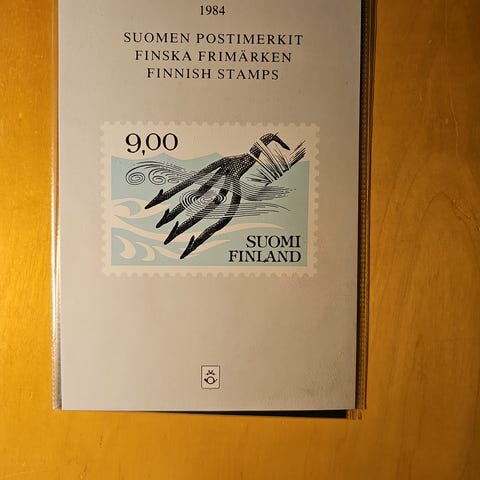 1984
SUOMEN POSTIMERKIT
FINSKA FRIMÄRKEN
FINNISH STAMPS
9,00
SUOMI
FINLAND